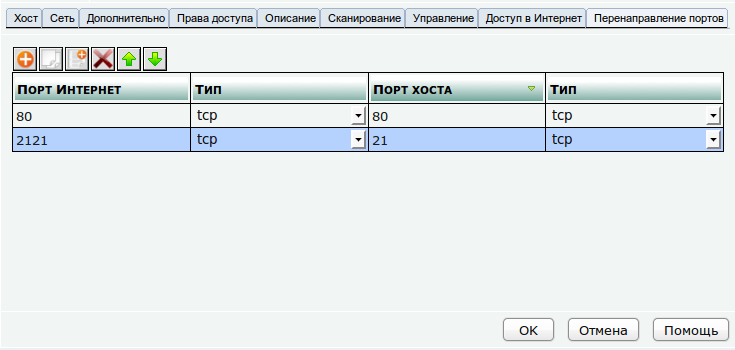 Хост Сеть Дополнительно Права доступа Описание Сканирование Управление Доступ в Интернет Перенаправление портов
Порт Интернет Тип Порт хоста Тип
80 tcp 80 tcp
2121 tcp 21 tcp
OK Отмена Помощь